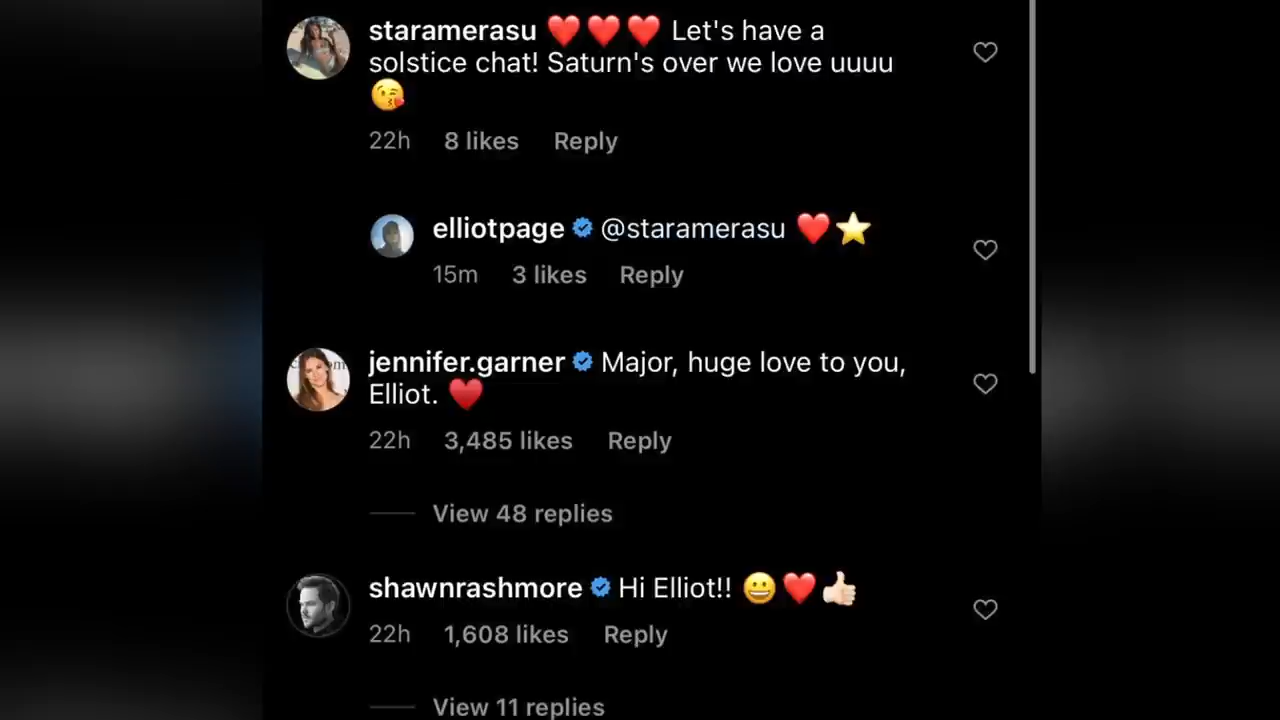 staramerasu ❤️❤️❤️ Let's have a
solstice chat! Saturn's over we love uuuu
😘
22h 8 likes Reply
elliotpage @staramerasu ❤️⭐
15m 3 likes Reply
jennifer.garner Major, huge love to you,
Elliot. ❤️
22h 3,485 likes Reply
View 48 replies
shawnrashmore Hi Elliot!! 😀❤️👍🏻
22h 1,608 likes Reply
View 11 replies